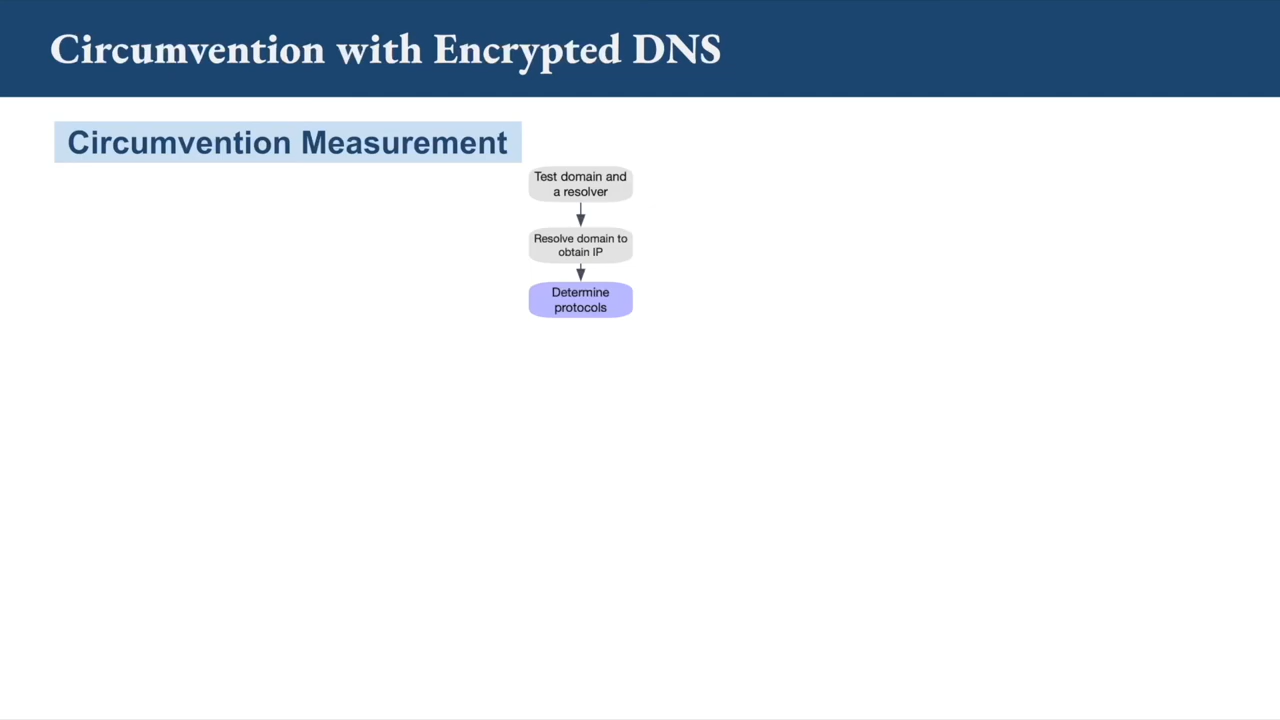 Circumvention with Encrypted DNS
Circumvention Measurement
Test domain and
a resolver
Resolve domain to
obtain IP
Determine
protocols